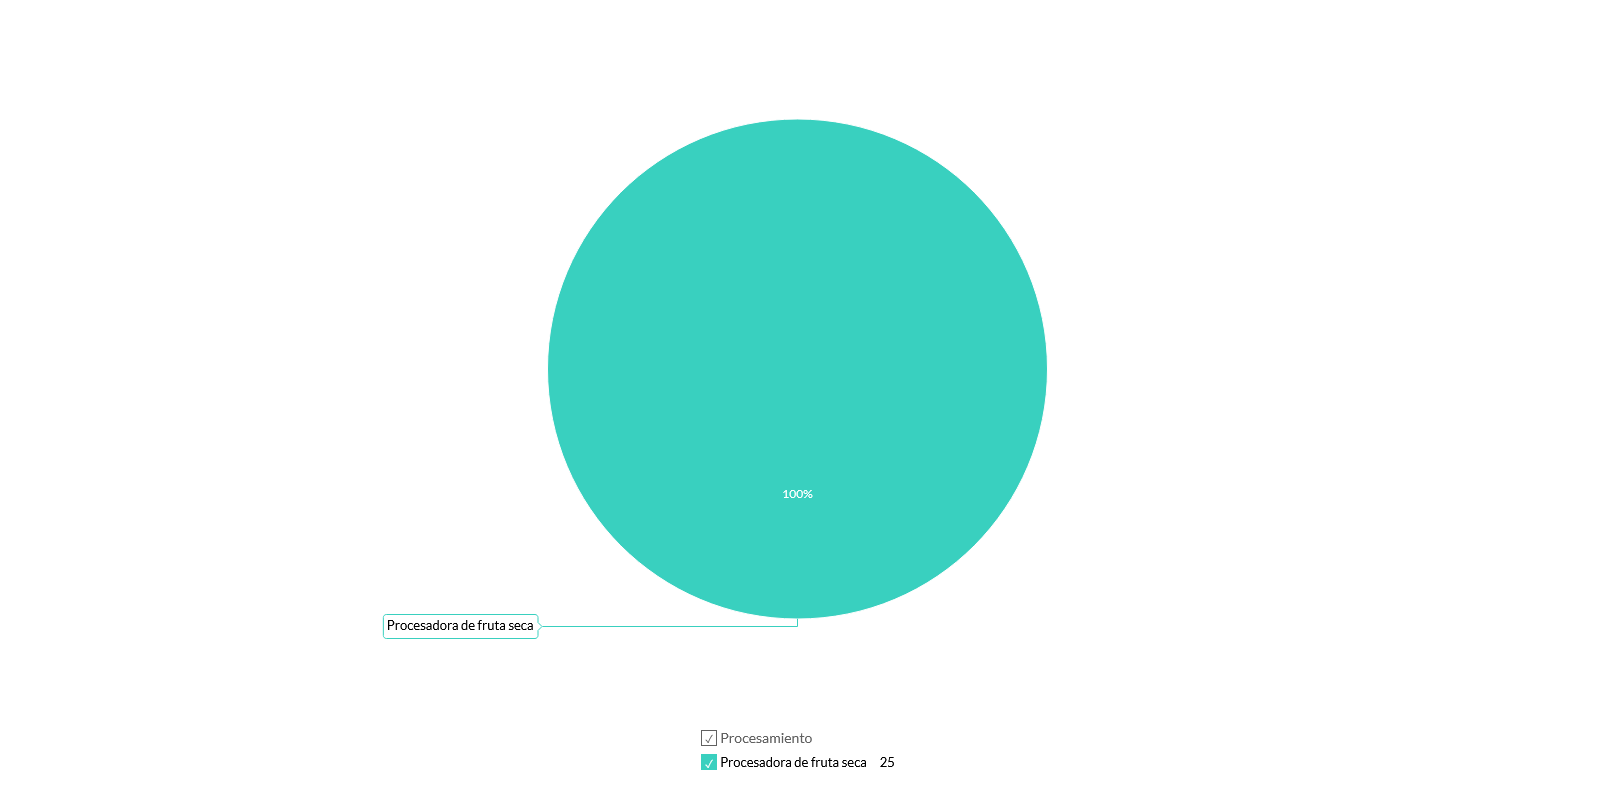 100%
Procesadora de fruta seca
Procesamiento
Procesadora de fruta seca 25